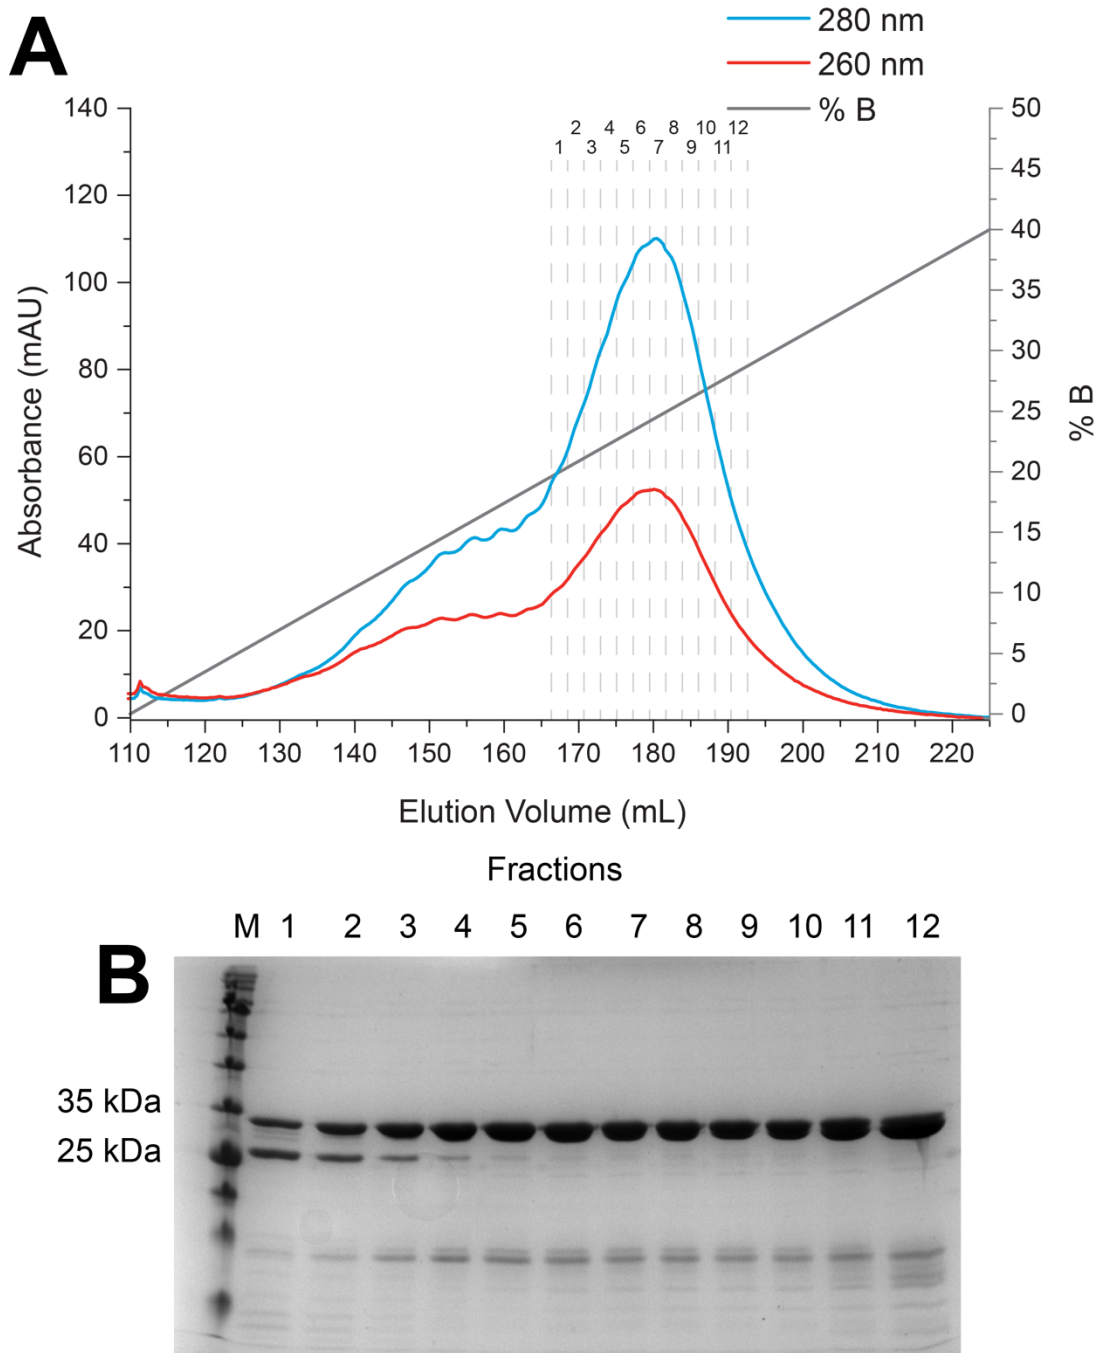 A
280 nm
260 nm
% B
140
120
100
80
60
40
20
0
Absorbance (mAU)
2 4 6 8 10 12
1 3 5 7 9 11
50
45
40
35
30
25
20
15
10
5
0
% B
110 120 130 140 150 160 170 180 190 200 210 220
Elution Volume (mL)
Fractions
M 1 2 3 4 5 6 7 8 9 10 11 12
B
35 kDa
25 kDa